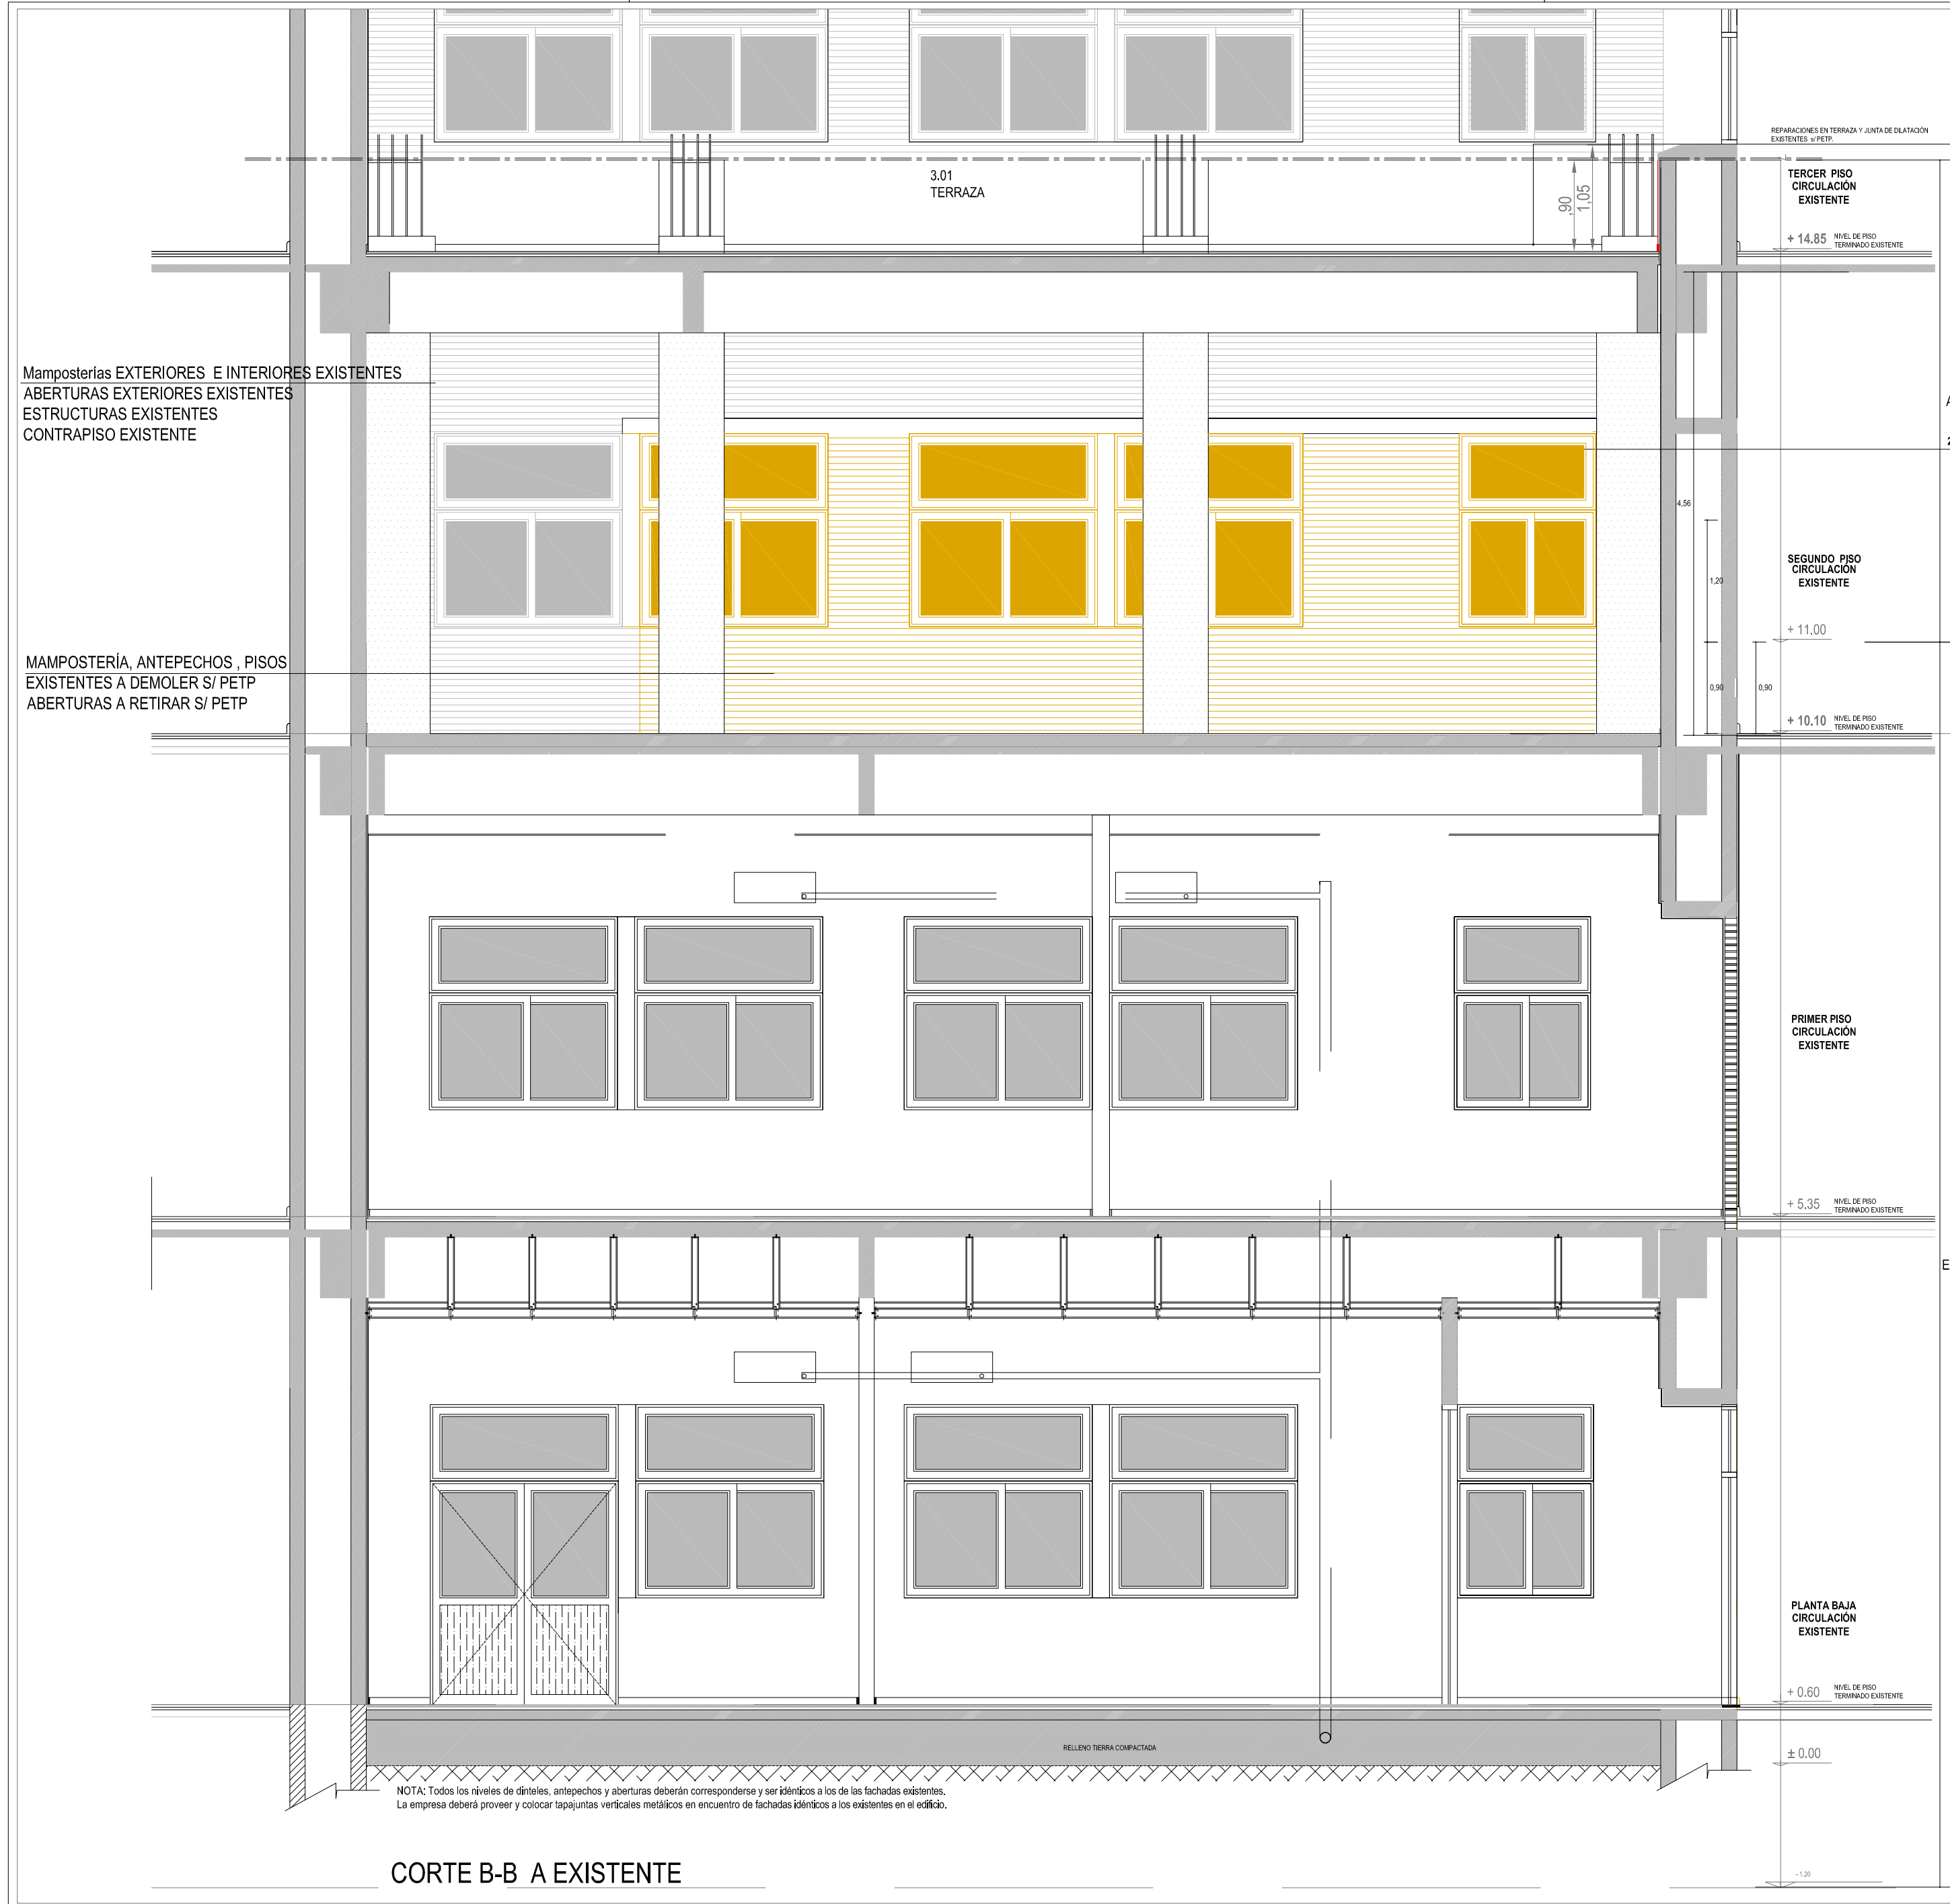 REPARACIONES EN TERRAZA Y JUNTA DE DILATACIÓN
EXISTENTES s/ PETP.
3.01
TERRAZA
,90
1,05
TERCER PISO
CIRCULACIÓN
EXISTENTE
+ 14.85
NIVEL DE PISO
TERMINADO EXISTENTE
Mamposterías EXTERIORES E INTERIORES EXISTENTES
ABERTURAS EXTERIORES EXISTENTES
ESTRUCTURAS EXISTENTES
CONTRAPISO EXISTENTE
A
2
4,56
1,20
SEGUNDO PISO
CIRCULACIÓN
EXISTENTE
+ 11.00
MAMPOSTERÍA, ANTEPECHOS , PISOS
EXISTENTES A DEMOLER S/ PETP
ABERTURAS A RETIRAR S/ PETP
0,90
0,90
+ 10.10
NIVEL DE PISO
TERMINADO EXISTENTE
PRIMER PISO
CIRCULACIÓN
EXISTENTE
+ 5.35
NIVEL DE PISO
TERMINADO EXISTENTE
E
PLANTA BAJA
CIRCULACIÓN
EXISTENTE
+ 0.60
NIVEL DE PISO
TERMINADO EXISTENTE
RELLENO TIERRA COMPACTADA
± 0.00
NOTA: Todos los niveles de dinteles, antepechos y aberturas deberán corresponderse y ser idénticos a los de las fachadas existentes.
La empresa deberá proveer y colocar tapajuntas verticales metálicos en encuentro de fachadas idénticos a los existentes en el edificio.
CORTE B-B A EXISTENTE
- 1.20